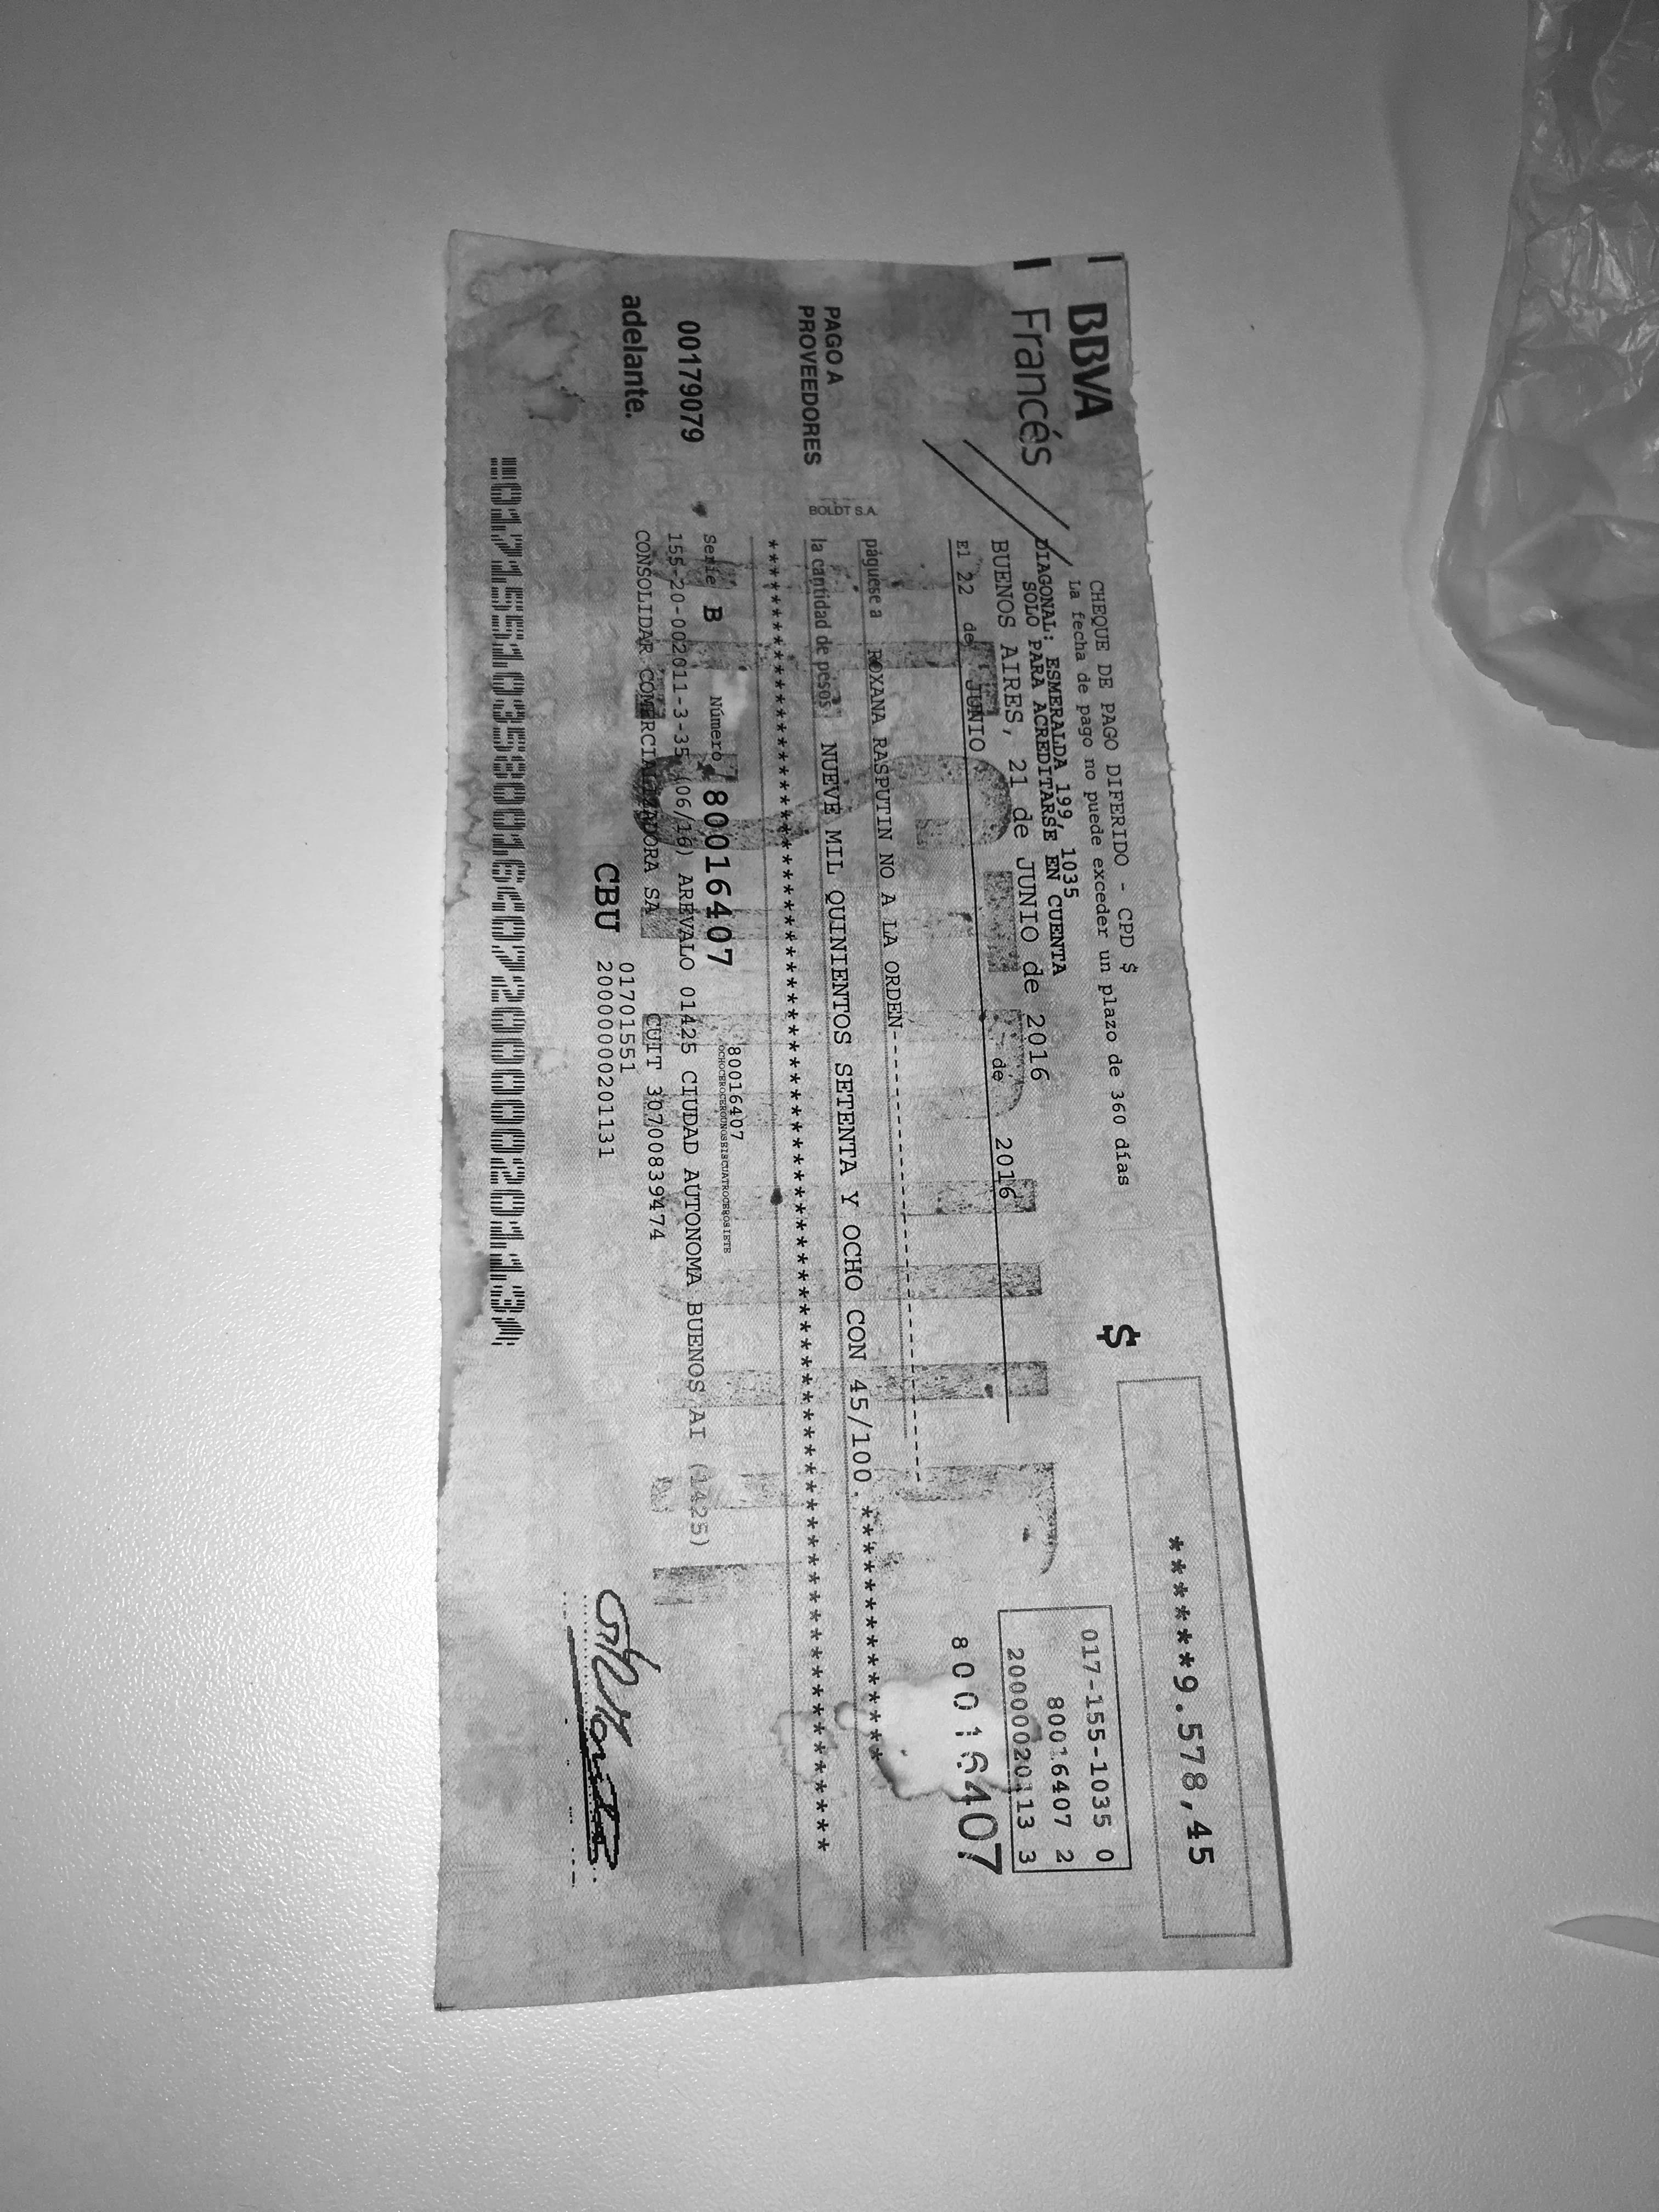 BBVA
Francés
CHEQUE DE PAGO DIFERIDO - CPD $
La fecha de pago no puede exceder un plazo de 360 días
$ ******9.578,45
DIAGONAL: ESMERALDA 199, 1035
SOLO PARA ACREDITARSE EN CUENTA
BUENOS AIRES, 21 de JUNIO de 2016
El 22 de JUNIO de 2016
017-155-1035 0
80016407 2
20000020113 3
80016407
PAGO A
PROVEEDORES
BOLDT S.A.
páguese a ROXANA RASPUTIN NO A LA ORDEN
la cantidad de pesos NUEVE MIL QUINIENTOS SETENTA Y OCHO CON 45/100.
00179079
Serie B Número 80016407
80016407
OCHOCEROCEROUNOSEISCUATROCEROSIETE
155-20-002011-3-35 (06/16) AREVALO 01425 CIUDAD AUTONOMA BUENOS AI (1425)
CONSOLIDAR COMERCIALIZADORA SA CUIT 30700839474
adelante.
CBU 01701551
2000000201131